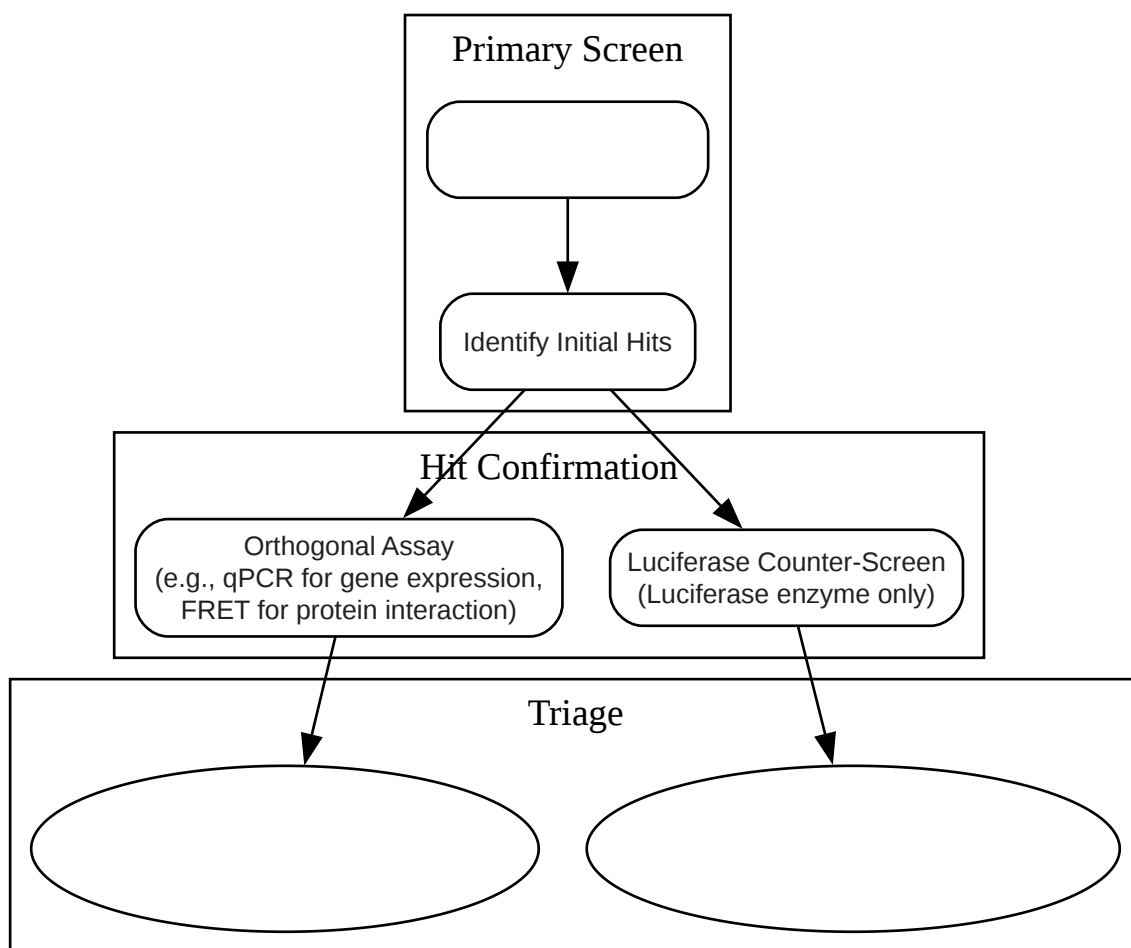 Primary Screen
Identify Initial Hits
Hit Confirmation
Orthogonal Assay
(e.g., qPCR for gene expression,
FRET for protein interaction)
Luciferase Counter-Screen
(Luciferase enzyme only)
Triage